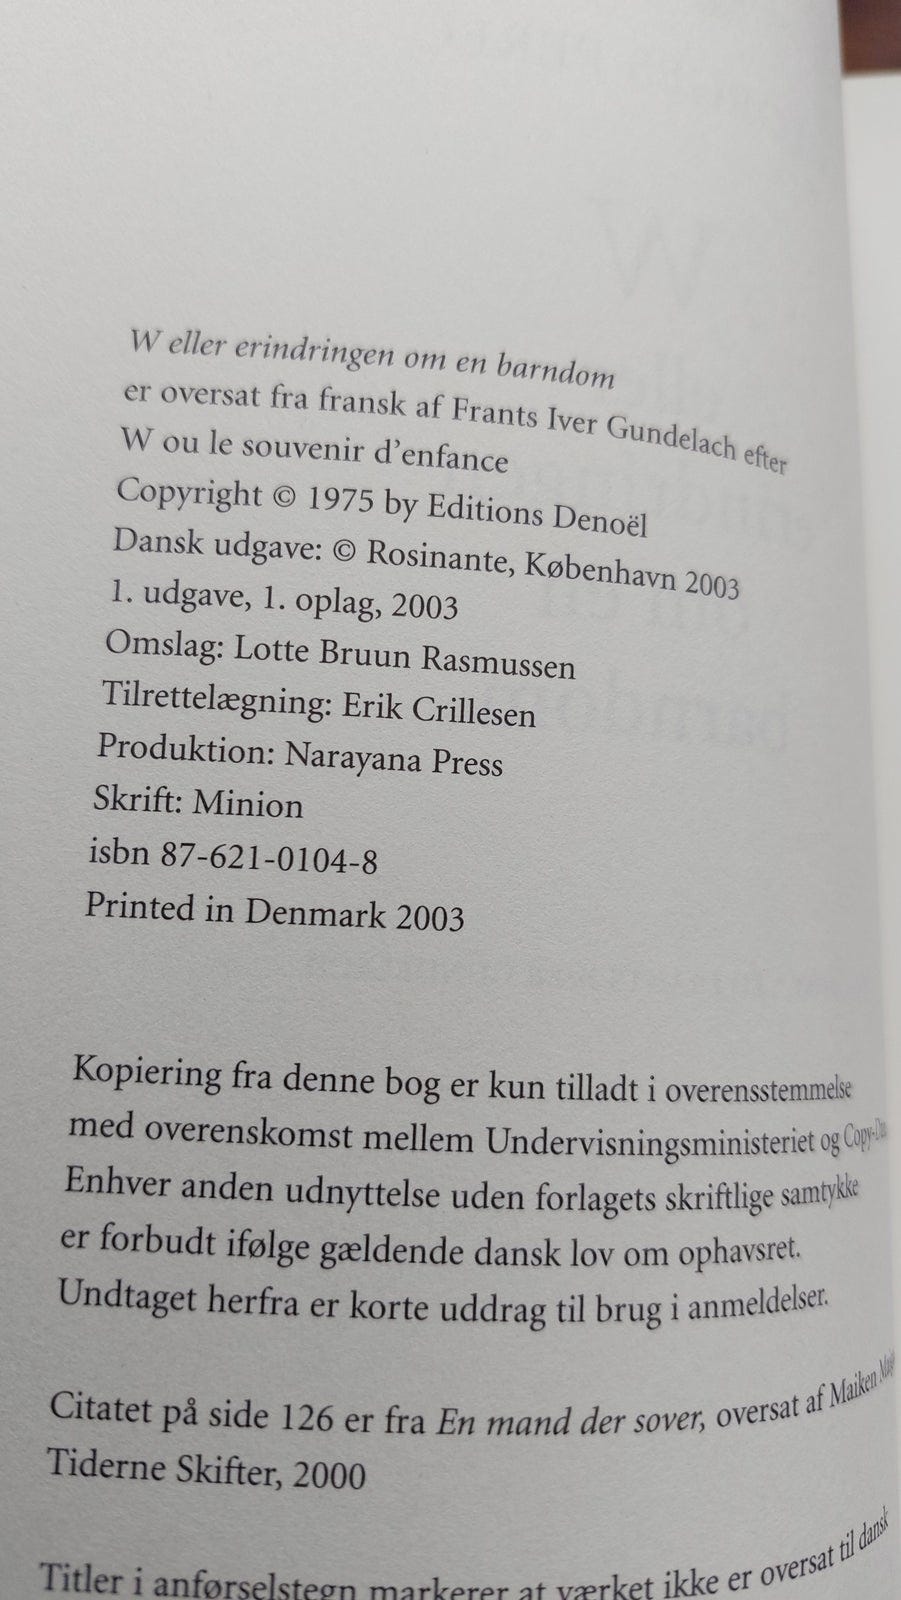 W eller erindringen om en barndom
er oversat fra fransk af Frants Iver Gundelach efter
W ou le souvenir d'enfance
Copyright © 1975 by Editions Denoël
Dansk udgave: © Rosinante, København 2003
1. udgave, 1. oplag, 2003
Omslag: Lotte Bruun Rasmussen
Tilrettelægning: Erik Crillesen
Produktion: Narayana Press
Skrift: Minion
isbn 87-621-0104-8
Printed in Denmark 2003
Kopiering fra denne bog er kun tilladt i overensstemmelse
med overenskomst mellem Undervisningsministeriet og
Enhver anden udnyttelse uden forlagets skriftlige samtykke
er forbudt ifølge gældende dansk lov om ophavsret.
Undtaget herfra er korte uddrag til brug i anmeldelser.
Citatet på side 126 er fra En mand der sover, oversat af Maiken
Tiderne Skifter, 2000
Titler i anførselstegn markerer at værket ikke er oversat til dansk